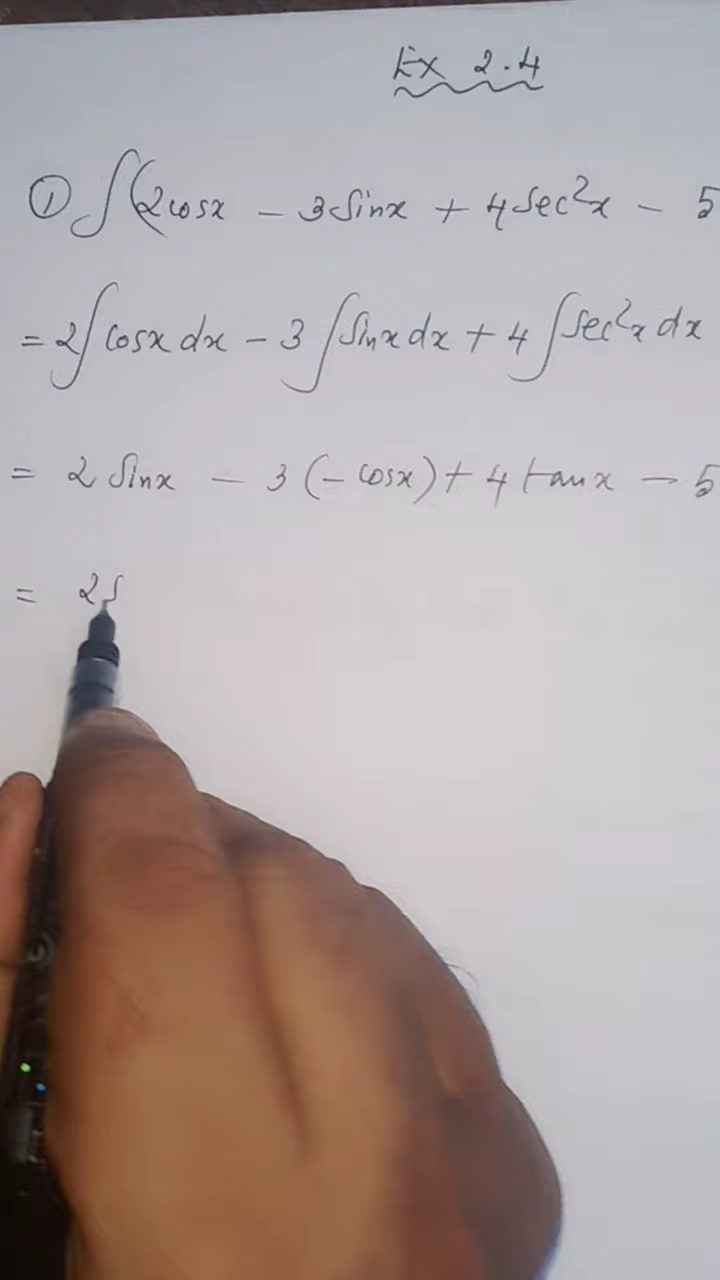 Ex 2.4
① ∫(2cosx - 3sinx + 4sec²x - 5
= 2∫cosx dx - 3∫sinx dx + 4∫sec²x dx
= 2 sinx - 3(-cosx) + 4 tanx - 5
= 2s